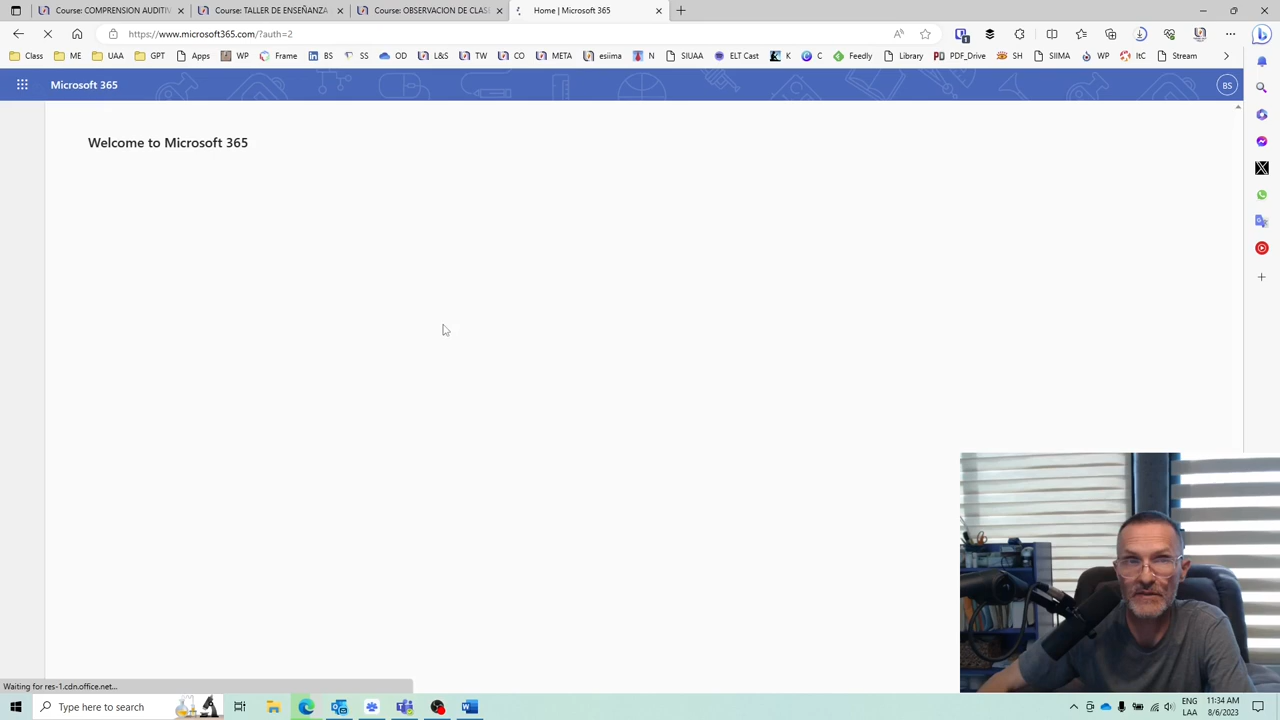 Course: COMPRENSION AUDITIV
Course: TALLER DE ENSEÑANZA
Course: OBSERVACION DE CLAS
Home | Microsoft 365
https://www.microsoft365.com/?auth=2
Class
ME
UAA
GPT
Apps
WP
Frame
BS
SS
OD
L&S
TW
CO
META
esiima
N
SIUAA
ELT Cast
K
C
Feedly
Library
PDF_Drive
SH
SIIMA
WP
ItC
Stream
Microsoft 365
BS
Welcome to Microsoft 365
Waiting for res-1.cdn.office.net...
Type here to search
ENG
LAA
11:34 AM
8/6/2023